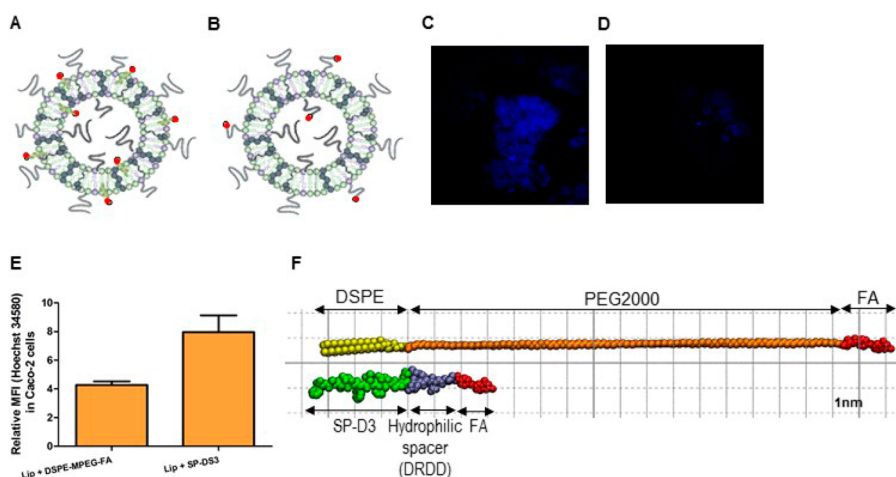 A
B
C
D
E
Relative MFI (Hoechst 34580)
in Caco-2 cells
10
8
6
4
2
0
Lip + DSPE-MPEG-FA
Lip + SP-DS3
F
DSPE
PEG2000
FA
1nm
SP-D3
Hydrophilic
spacer
(DRDD)
FA